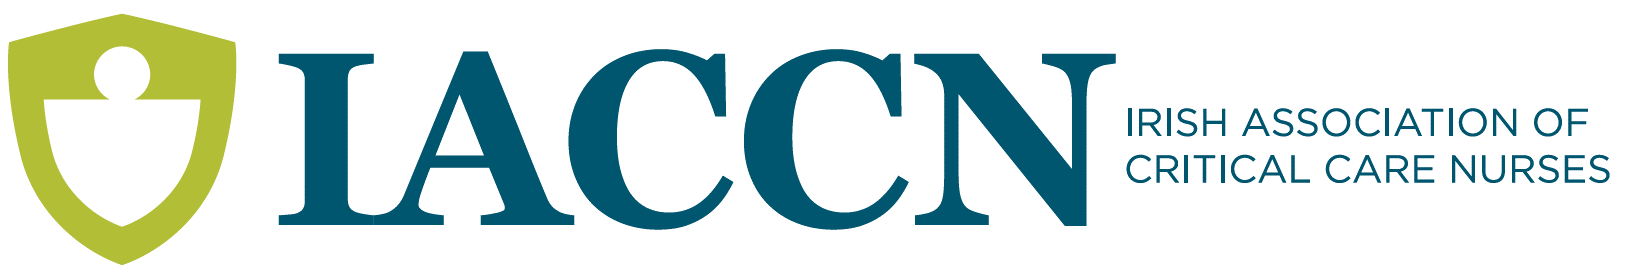 IACCN
IRISH ASSOCIATION OF
CRITICAL CARE NURSES